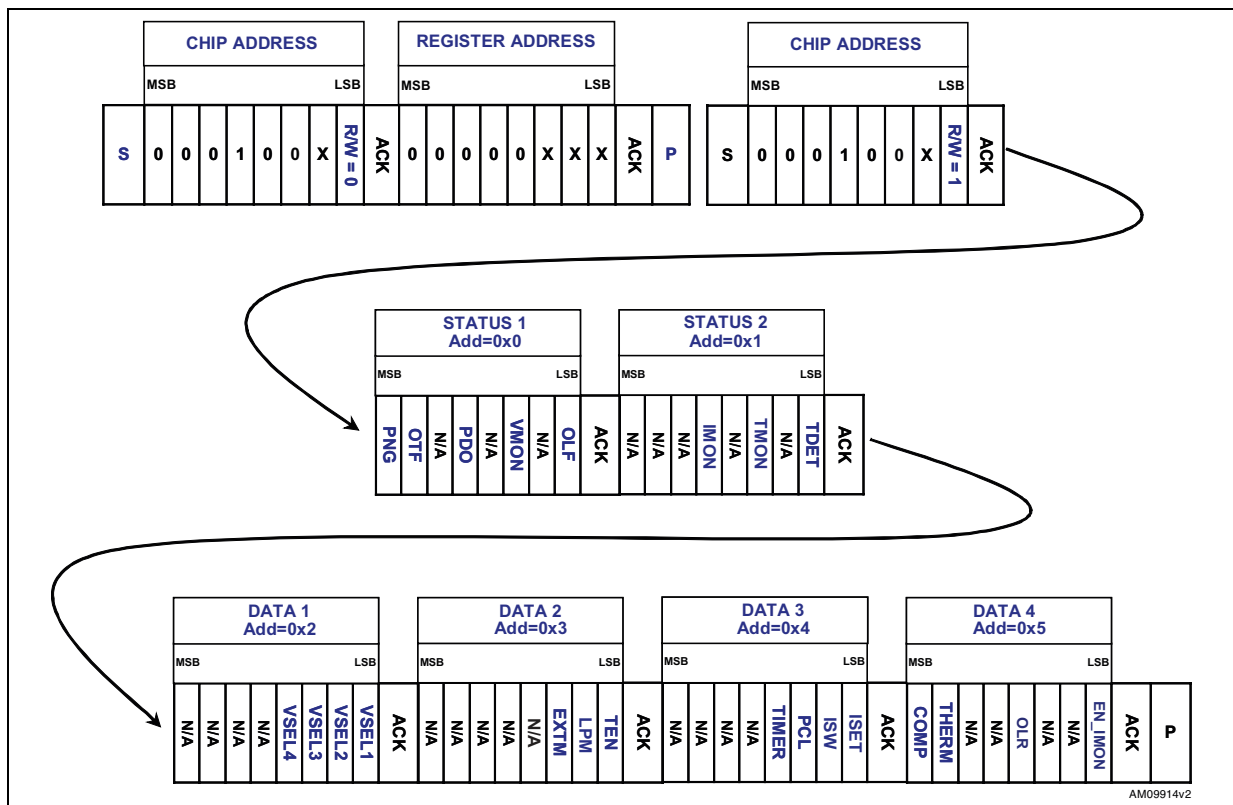 CHIP ADDRESS REGISTER ADDRESS CHIP ADDRESS
MSB LSB MSB LSB MSB LSB
S 0 0 0 1 0 0 X R/W = 0 ACK 0 0 0 0 0 X X X ACK P S 0 0 0 1 0 0 X R/W = 1 ACK
STATUS 1 STATUS 2
Add=0x0 Add=0x1
MSB LSB MSB LSB
PNG OTF N/A PDO N/A VMON N/A OLF ACK N/A N/A N/A IMON N/A TMON N/A TDET ACK
DATA 1 DATA 2 DATA 3 DATA 4
Add=0x2 Add=0x3 Add=0x4 Add=0x5
MSB LSB MSB LSB MSB LSB MSB LSB
N/A N/A N/A N/A VSEL4 VSEL3 VSEL2 VSEL1 ACK N/A N/A N/A N/A N/A EXTM LPM TEN ACK N/A N/A N/A N/A TIMER PCL ISW ISET ACK COMP THERM N/A N/A OLR N/A N/A EN_IMON ACK P
AM09914v2